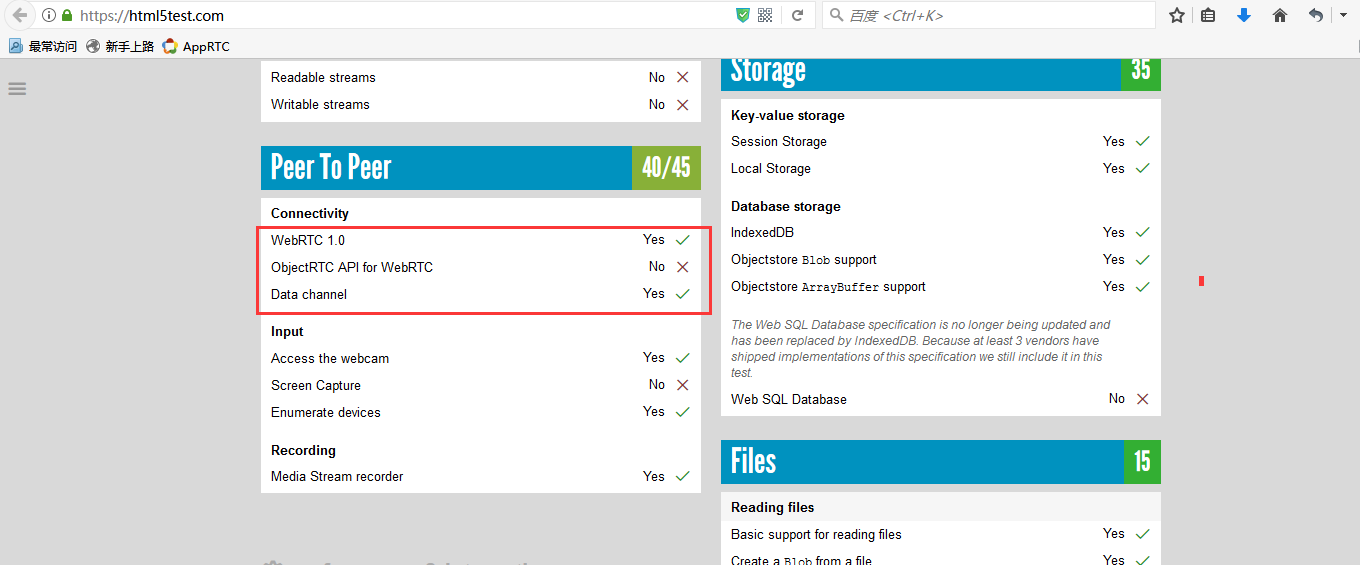 https://html5test.com
百度 <Ctrl+K>
最常访问 新手上路 AppRTC
Readable streams No
Writable streams No
Peer To Peer 40/45
Connectivity
WebRTC 1.0 Yes
ObjectRTC API for WebRTC No
Data channel Yes
Input
Access the webcam Yes
Screen Capture No
Enumerate devices Yes
Recording
Media Stream recorder Yes
Storage 35
Key-value storage
Session Storage Yes
Local Storage Yes
Database storage
IndexedDB Yes
Objectstore Blob support Yes
Objectstore ArrayBuffer support Yes
The Web SQL Database specification is no longer being updated and
has been replaced by IndexedDB. Because at least 3 vendors have
shipped implementations of this specification we still include it in this
test.
Web SQL Database No
Files 15
Reading files
Basic support for reading files Yes
Create a Blob from a file Yes